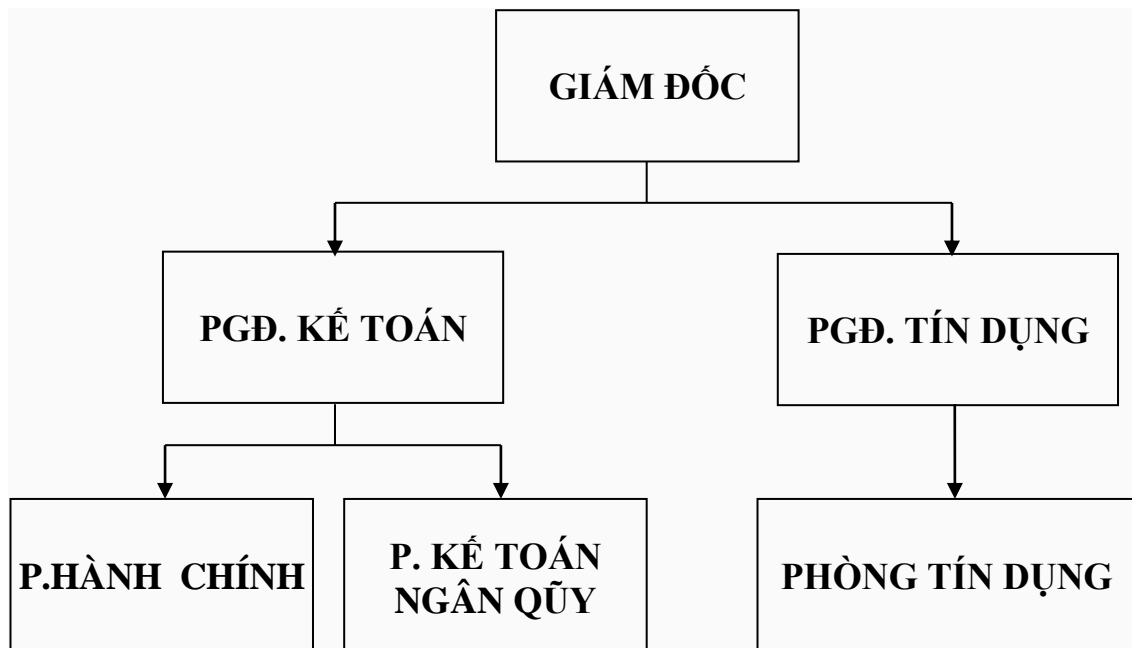 GIÁM ĐỐC
PGĐ. KẾ TOÁN
PGĐ. TÍN DỤNG
P.HÀNH CHÍNH
P. KẾ TOÁN
NGÂN QŨY
PHÒNG TÍN DỤNG